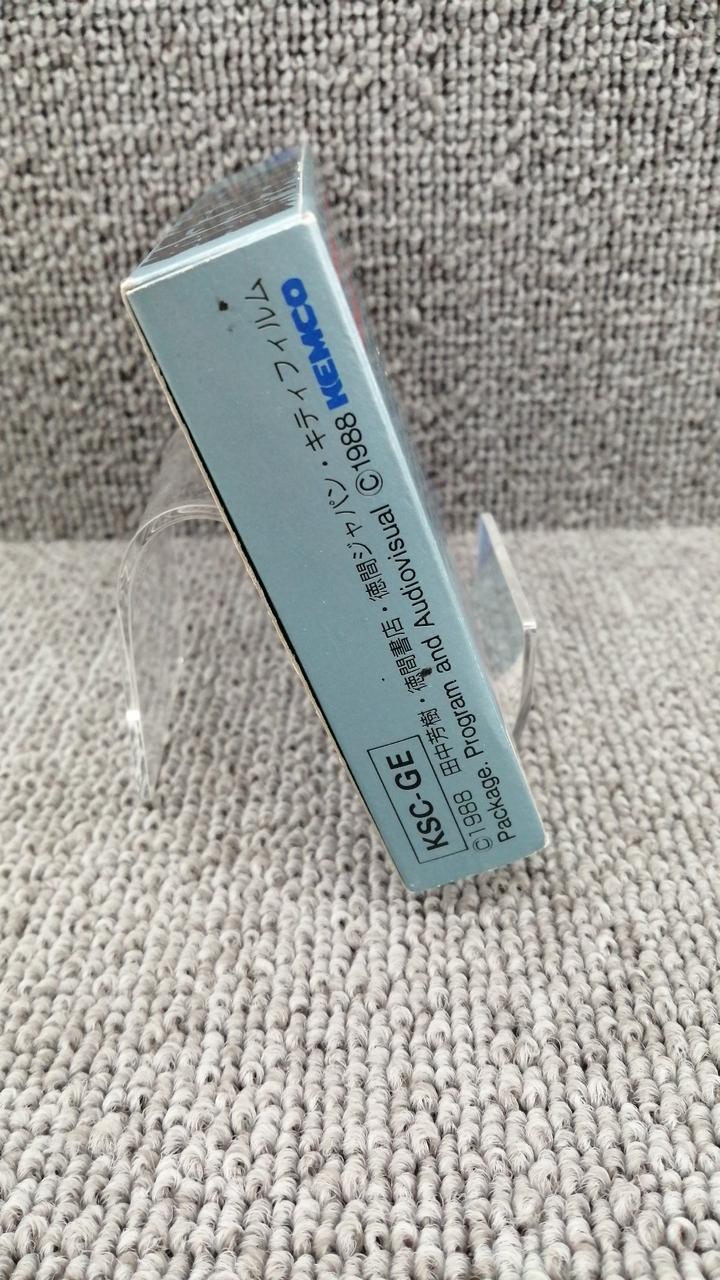 KSC-GE
©1988 田中芳樹・徳間書店・徳間ジャパン・キティフィルム
Package. Program and Audiovisual ©1988 KEMCO